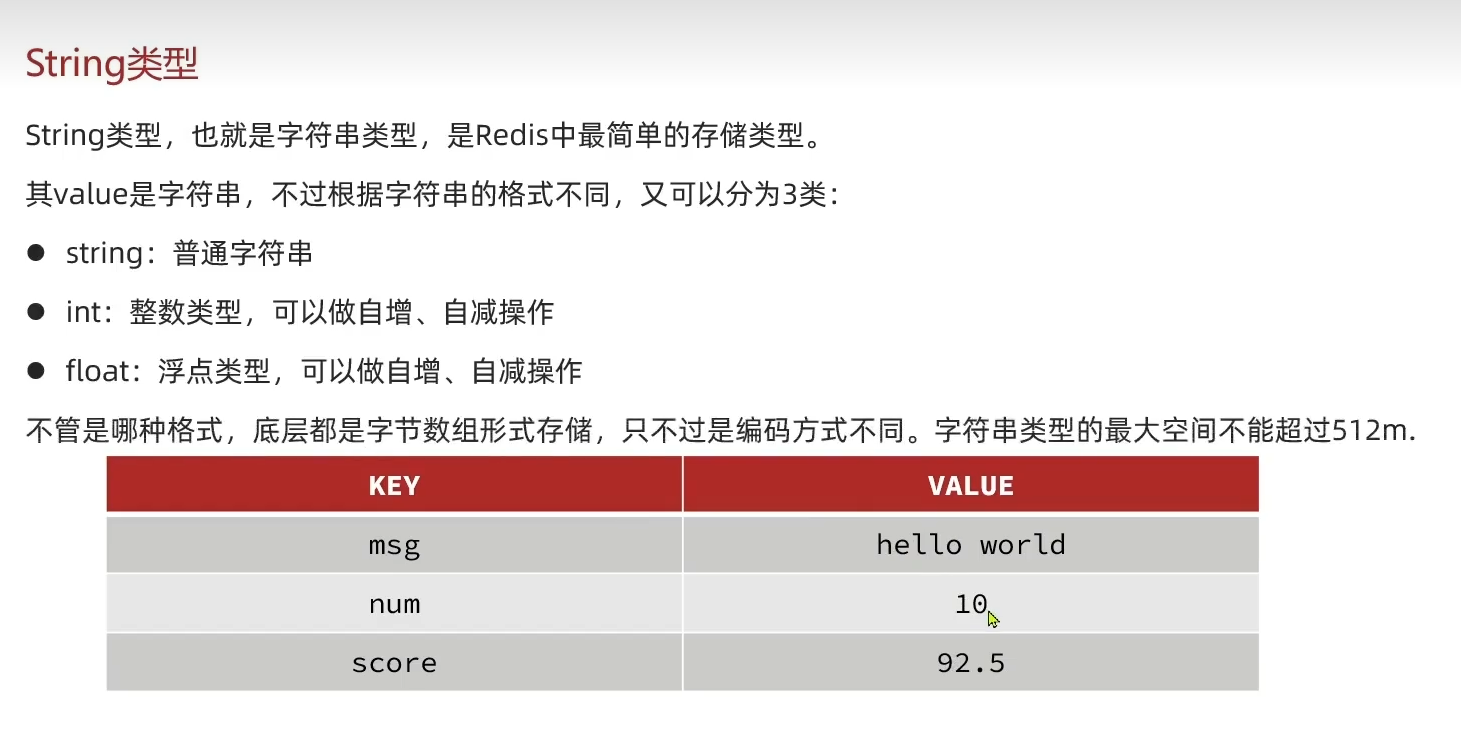 String类型
String类型，也就是字符串类型，是Redis中最简单的存储类型。
其value是字符串，不过根据字符串的格式不同，又可以分为3类：
● string：普通字符串
● int：整数类型，可以做自增、自减操作
● float：浮点类型，可以做自增、自减操作
不管是哪种格式，底层都是字节数组形式存储，只不过是编码方式不同。字符串类型的最大空间不能超过512m.
KEY VALUE
msg hello world
num 10
score 92.5